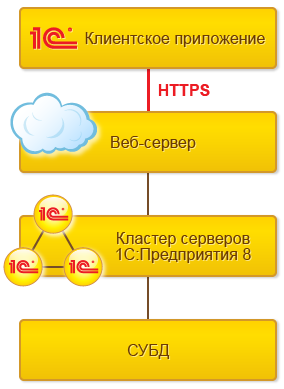 1С Клиентское приложение
HTTPS
Веб-сервер
1С
Кластер серверов
1С:Предприятия 8
1С
1С
СУБД